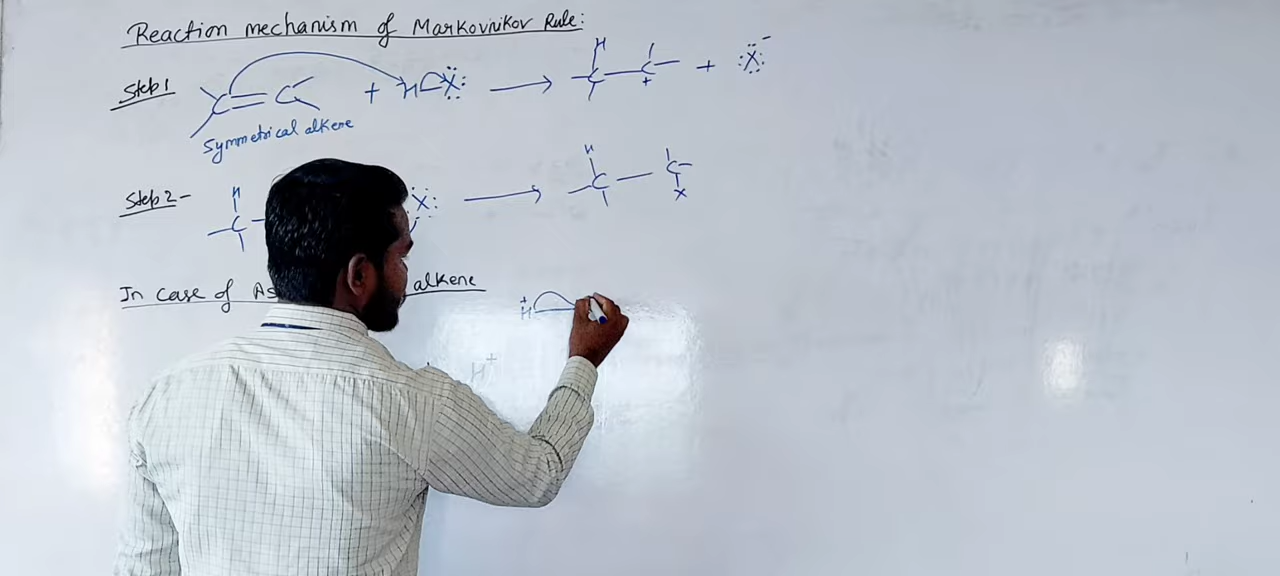 Reaction mechanism of Markovnikov Rule:
Step 1 C = C + H X: → H C C + + :X: -
Symmetrical alkene
Step 2 - H C X: → H C — C X
In case of alkene
+ H
H+